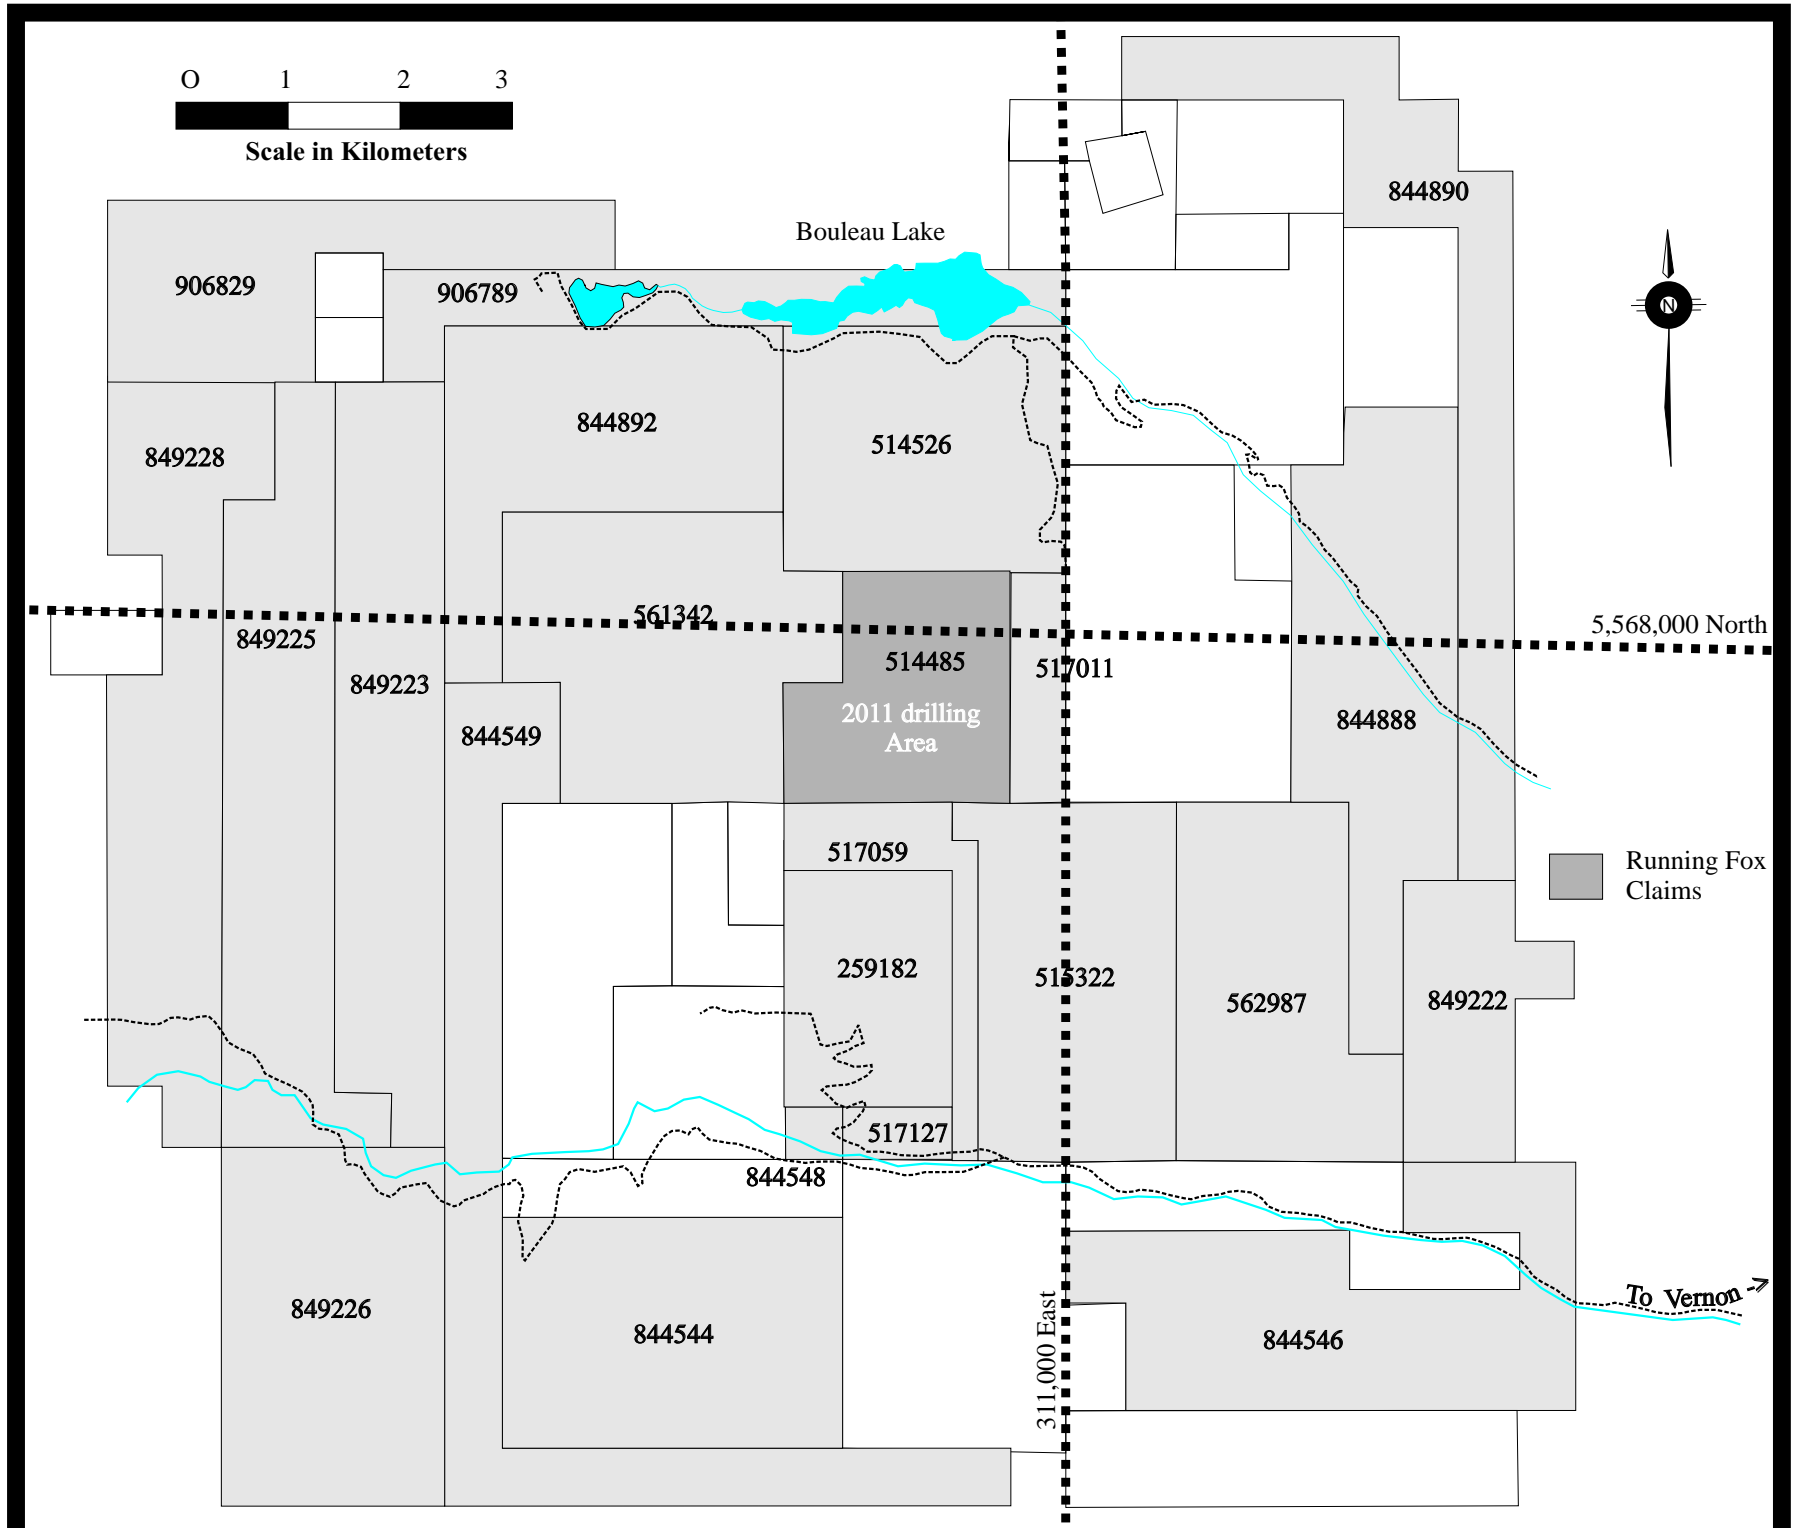 O 1 2 3
Scale in Kilometers
844890
Bouleau Lake
906829
906789
N
844892
514526
849228
561342
5,568,000 North
849225
514485
517011
849223
2011 drilling
Area
844888
844549
517059
Running Fox
Claims
259182
515322
562987
849222
517127
844548
To Vernon ->
849226
844544
844546
311,000 East